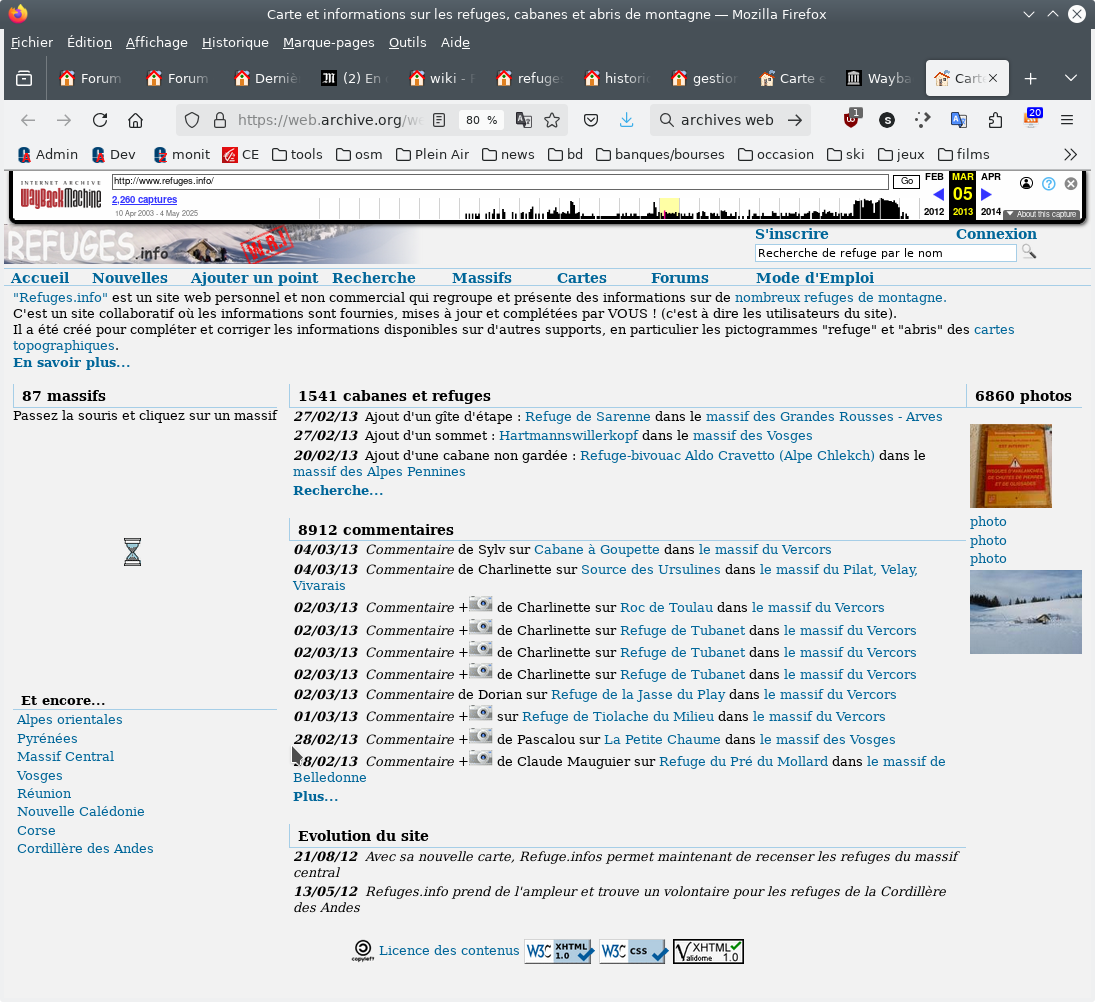 Carte et informations sur les refuges, cabanes et abris de montagne — Mozilla Firefox
Fichier Édition Affichage Historique Marque-pages Outils Aide
Forum Forum Derniè (2) En wiki - refuge histori gestion Carte e Wayba Cart
https://web.archive.org/we 80 % archives web 1 20
Admin Dev monit CE tools osm Plein Air news bd banques/bourses occasion ski jeux films
INTERNET ARCHIVE
WayBackMachine
http://www.refuges.info/ Go FEB MAR APR
2,260 captures 05
10 Apr 2003 - 4 May 2025 2012 2013 2014 About this capture
REFUGES.info
S'inscrire Connexion
Recherche de refuge par le nom
Accueil Nouvelles Ajouter un point Recherche Massifs Cartes Forums Mode d'Emploi
"Refuges.info" est un site web personnel et non commercial qui regroupe et présente des informations sur de nombreux refuges de montagne.
C'est un site collaboratif où les informations sont fournies, mises à jour et complétées par VOUS ! (c'est à dire les utilisateurs du site).
Il a été créé pour compléter et corriger les informations disponibles sur d'autres supports, en particulier les pictogrammes "refuge" et "abris" des cartes
topographiques.
En savoir plus...
87 massifs
Passez la souris et cliquez sur un massif
Et encore...
Alpes orientales
Pyrénées
Massif Central
Vosges
Réunion
Nouvelle Calédonie
Corse
Cordillère des Andes
1541 cabanes et refuges
27/02/13 Ajout d'un gîte d'étape : Refuge de Sarenne dans le massif des Grandes Rousses - Arves
27/02/13 Ajout d'un sommet : Hartmannswillerkopf dans le massif des Vosges
20/02/13 Ajout d'une cabane non gardée : Refuge-bivouac Aldo Cravetto (Alpe Chlekch) dans le
massif des Alpes Pennines
Recherche...
8912 commentaires
04/03/13 Commentaire de Sylv sur Cabane à Goupette dans le massif du Vercors
04/03/13 Commentaire de Charlinette sur Source des Ursulines dans le massif du Pilat, Velay,
Vivarais
02/03/13 Commentaire + de Charlinette sur Roc de Toulau dans le massif du Vercors
02/03/13 Commentaire + de Charlinette sur Refuge de Tubanet dans le massif du Vercors
02/03/13 Commentaire + de Charlinette sur Refuge de Tubanet dans le massif du Vercors
02/03/13 Commentaire + de Charlinette sur Refuge de Tubanet dans le massif du Vercors
02/03/13 Commentaire de Dorian sur Refuge de la Jasse du Play dans le massif du Vercors
01/03/13 Commentaire + sur Refuge de Tiolache du Milieu dans le massif du Vercors
28/02/13 Commentaire + de Pascalou sur La Petite Chaume dans le massif des Vosges
28/02/13 Commentaire + de Claude Mauguier sur Refuge du Pré du Mollard dans le massif de
Belledonne
Plus...
Evolution du site
21/08/12 Avec sa nouvelle carte, Refuge.infos permet maintenant de recenser les refuges du massif
central
13/05/12 Refuges.info prend de l'ampleur et trouve un volontaire pour les refuges de la Cordillère
des Andes
6860 photos
RISQUES D'AVALANCHES,
DE CHUTES DE PIERRES
ET DE GLISSADES
photo
photo
photo
copyleft Licence des contenus W3C XHTML 1.0 W3C css XHTML Validome 1.0